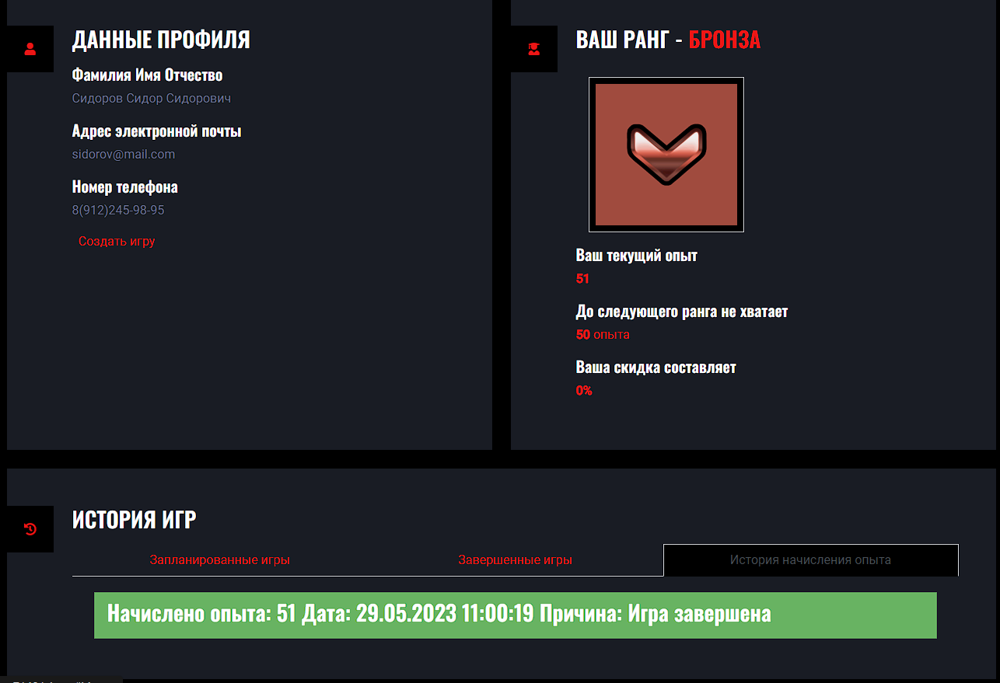 ДАННЫЕ ПРОФИЛЯ
Фамилия Имя Отчество
Сидоров Сидор Сидорович
Адрес электронной почты
sidorov@mail.com
Номер телефона
8(912)245-98-95
Создать игру
ВАШ РАНГ - БРОНЗА
Ваш текущий опыт
51
До следующего ранга не хватает
50 опыта
Ваша скидка составляет
0%
ИСТОРИЯ ИГР
Запланированные игры
Завершенные игры
История начисления опыта
Начислено опыта: 51 Дата: 29.05.2023 11:00:19 Причина: Игра завершена